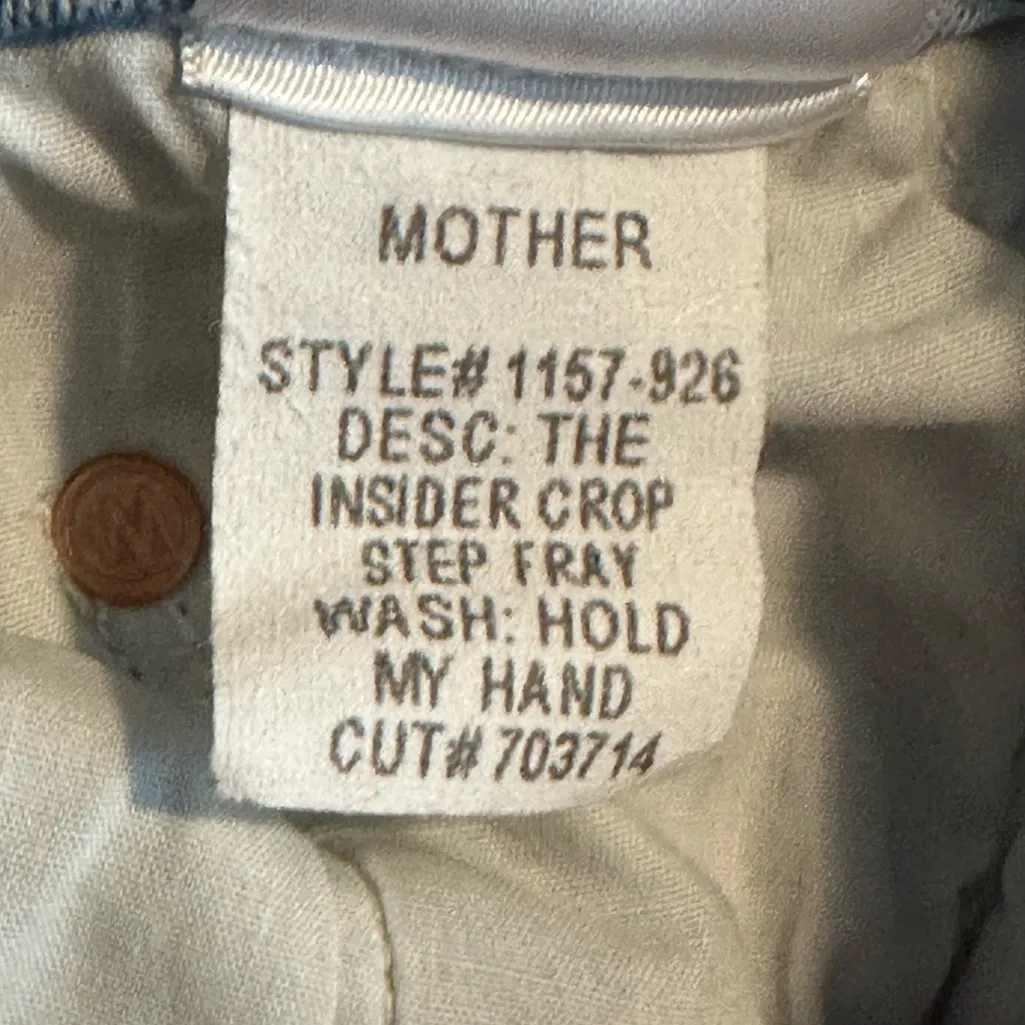 MOTHER
STYLE# 1157-926
DESC: THE
INSIDER CROP
STEP FRAY
WASH: HOLD
MY HAND
CUT# 703714
M